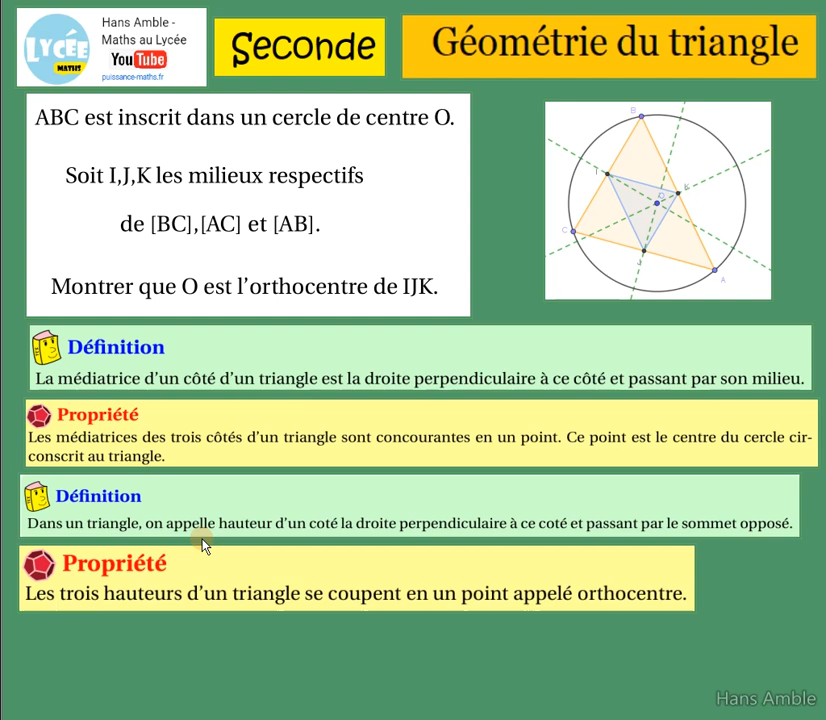 Hans Amble -
Maths au Lycée
LYCÉE
MATHS
YouTube
puissance-maths.fr
Seconde
Géométrie du triangle
ABC est inscrit dans un cercle de centre O.
Soit I,J,K les milieux respectifs
de [BC],[AC] et [AB].
Montrer que O est l'orthocentre de IJK.
B
I
K
O
C
J
A
Définition
La médiatrice d'un côté d'un triangle est la droite perpendiculaire à ce côté et passant par son milieu.
Propriété
Les médiatrices des trois côtés d'un triangle sont concourantes en un point. Ce point est le centre du cercle cir-
conscrit au triangle.
Définition
Dans un triangle, on appelle hauteur d'un coté la droite perpendiculaire à ce coté et passant par le sommet opposé.
Propriété
Les trois hauteurs d'un triangle se coupent en un point appelé orthocentre.
Hans Amble